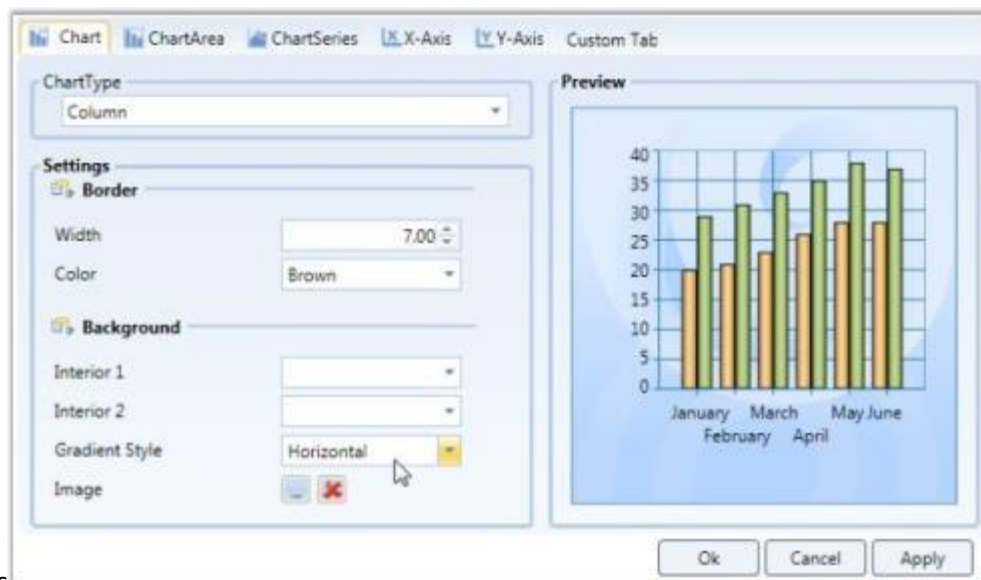 Chart ChartArea ChartSeries X X-Axis Y Y-Axis Custom Tab
ChartType
Column
Settings
Border
Width 7.00
Color Brown
Background
Interior 1
Interior 2
Gradient Style Horizontal
Image
Preview
40
35
30
25
20
15
10
5
0
January March May June
February April
Ok Cancel Apply